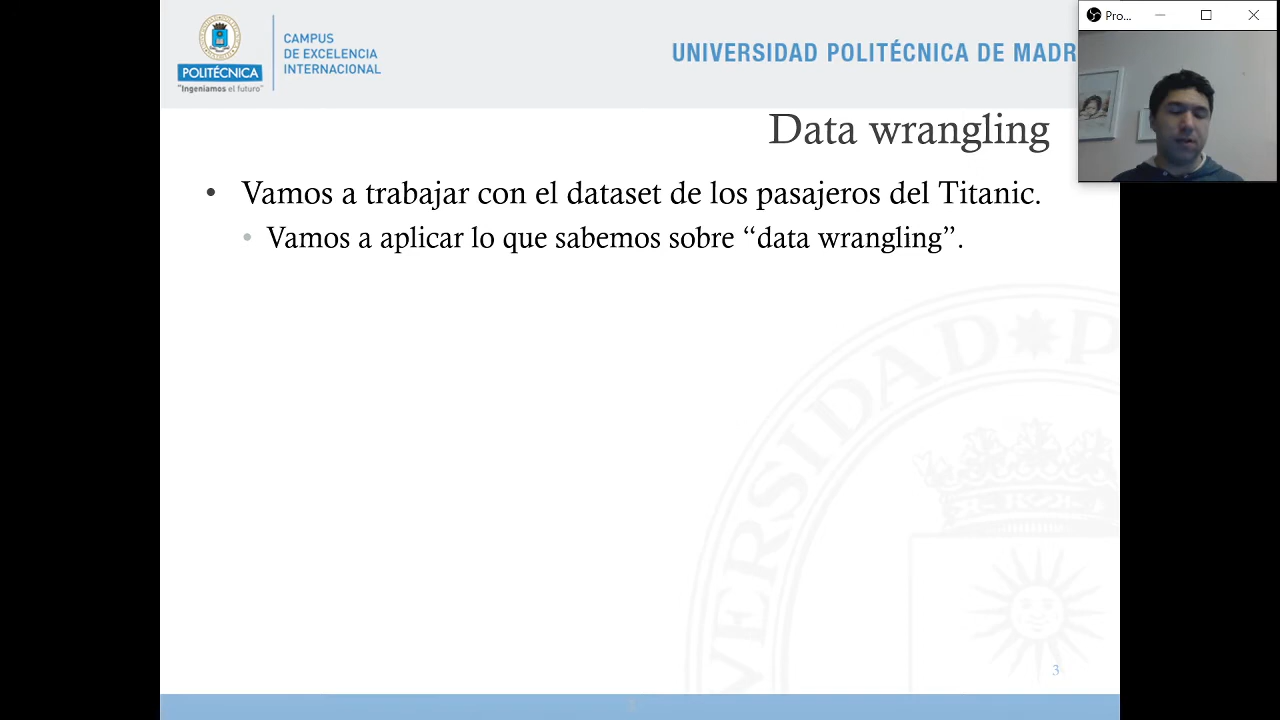 POLITÉCNICA
"Ingeniamos el futuro"
CAMPUS
DE EXCELENCIA
INTERNACIONAL
UNIVERSIDAD POLITÉCNICA DE MADR
Pro...
Data wrangling
• Vamos a trabajar con el dataset de los pasajeros del Titanic.
• Vamos a aplicar lo que sabemos sobre “data wrangling”.
VERSIDAD P
3